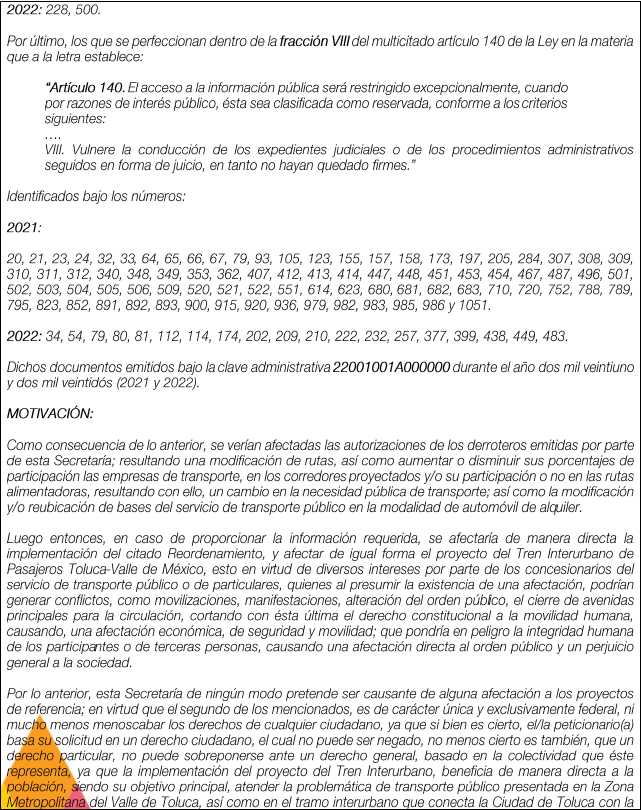 2022: 228, 500.
Por último, los que se perfeccionan dentro de la fracción VIII del multicitado artículo 140 de la Ley en la materia
que a la letra establece:
“Artículo 140. El acceso a la información pública será restringido excepcionalmente, cuando
por razones de interés público, ésta sea clasificada como reservada, conforme a los criterios
siguientes:
….
VIII. Vulnere la conducción de los expedientes judiciales o de los procedimientos administrativos
seguidos en forma de juicio, en tanto no hayan quedado firmes.”
Identificados bajo los números:
2021:
20, 21, 23, 24, 32, 33, 64, 65, 66, 67, 79, 93, 105, 123, 155, 157, 158, 173, 197, 205, 284, 307, 308, 309,
310, 311, 312, 340, 348, 349, 353, 362, 407, 412, 413, 414, 447, 448, 451, 453, 454, 467, 487, 496, 501,
502, 503, 504, 505, 506, 509, 520, 521, 522, 551, 614, 623, 680, 681, 682, 683, 710, 720, 752, 788, 789,
795, 823, 852, 891, 892, 893, 900, 915, 920, 936, 979, 982, 983, 985, 986 y 1051.
2022: 34, 54, 79, 80, 81, 112, 114, 174, 202, 209, 210, 222, 232, 257, 377, 399, 438, 449, 483.
Dichos documentos emitidos bajo la clave administrativa 22001001A000000 durante el año dos mil veintiuno
y dos mil veintidós (2021 y 2022).
MOTIVACIÓN:
Como consecuencia de lo anterior, se verían afectadas las autorizaciones de los derroteros emitidas por parte
de esta Secretaría; resultando una modificación de rutas, así como aumentar o disminuir sus porcentajes de
participación las empresas de transporte, en los corredores proyectados y/o su participación o no en las rutas
alimentadoras, resultando con ello, un cambio en la necesidad pública de transporte; así como la modificación
y/o reubicación de bases del servicio de transporte público en la modalidad de automóvil de alquiler.
Luego entonces, en caso de proporcionar la información requerida, se afectaría de manera directa la
implementación del citado Reordenamiento, y afectar de igual forma el proyecto del Tren Interurbano de
Pasajeros Toluca-Valle de México, esto en virtud de diversos intereses por parte de los concesionarios del
servicio de transporte público o de particulares, quienes al presumir la existencia de una afectación, podrían
generar conflictos, como movilizaciones, manifestaciones, alteración del orden público, el cierre de avenidas
principales para la circulación, cortando con ésta última el derecho constitucional a la movilidad humana,
causando, una afectación económica, de seguridad y movilidad; que pondría en peligro la integridad humana
de los participantes o de terceras personas, causando una afectación directa al orden público y un perjuicio
general a la sociedad.
Por lo anterior, esta Secretaría de ningún modo pretende ser causante de alguna afectación a los proyectos
de referencia; en virtud que el segundo de los mencionados, es de carácter única y exclusivamente federal, ni
mucho menos menoscabar los derechos de cualquier ciudadano, ya que si bien es cierto, el/la peticionario(a)
basa su solicitud en un derecho ciudadano, el cual no puede ser negado, no menos cierto es también, que un
derecho particular, no puede sobreponerse ante un derecho general, basado en la colectividad que éste
representa, ya que la implementación del proyecto del Tren Interurbano, beneficia de manera directa a la
población, siendo su objetivo principal, atender la problemática de transporte público presentada en la Zona
Metropolitana del Valle de Toluca, así como en el tramo interurbano que conecta la Ciudad de Toluca con la